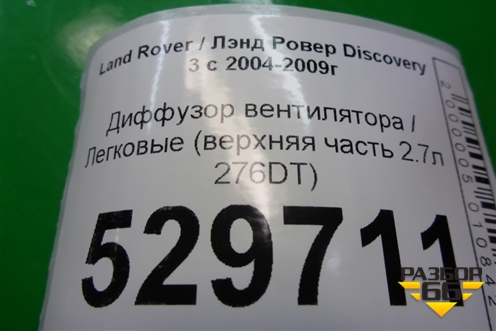 Land Rover / Лэнд Ровер Discovery
3 с 2004-2009г
Диффузор вентилятора /
Легковые (верхняя часть 2.7л
276DT)
529711
РАЗБОР
66